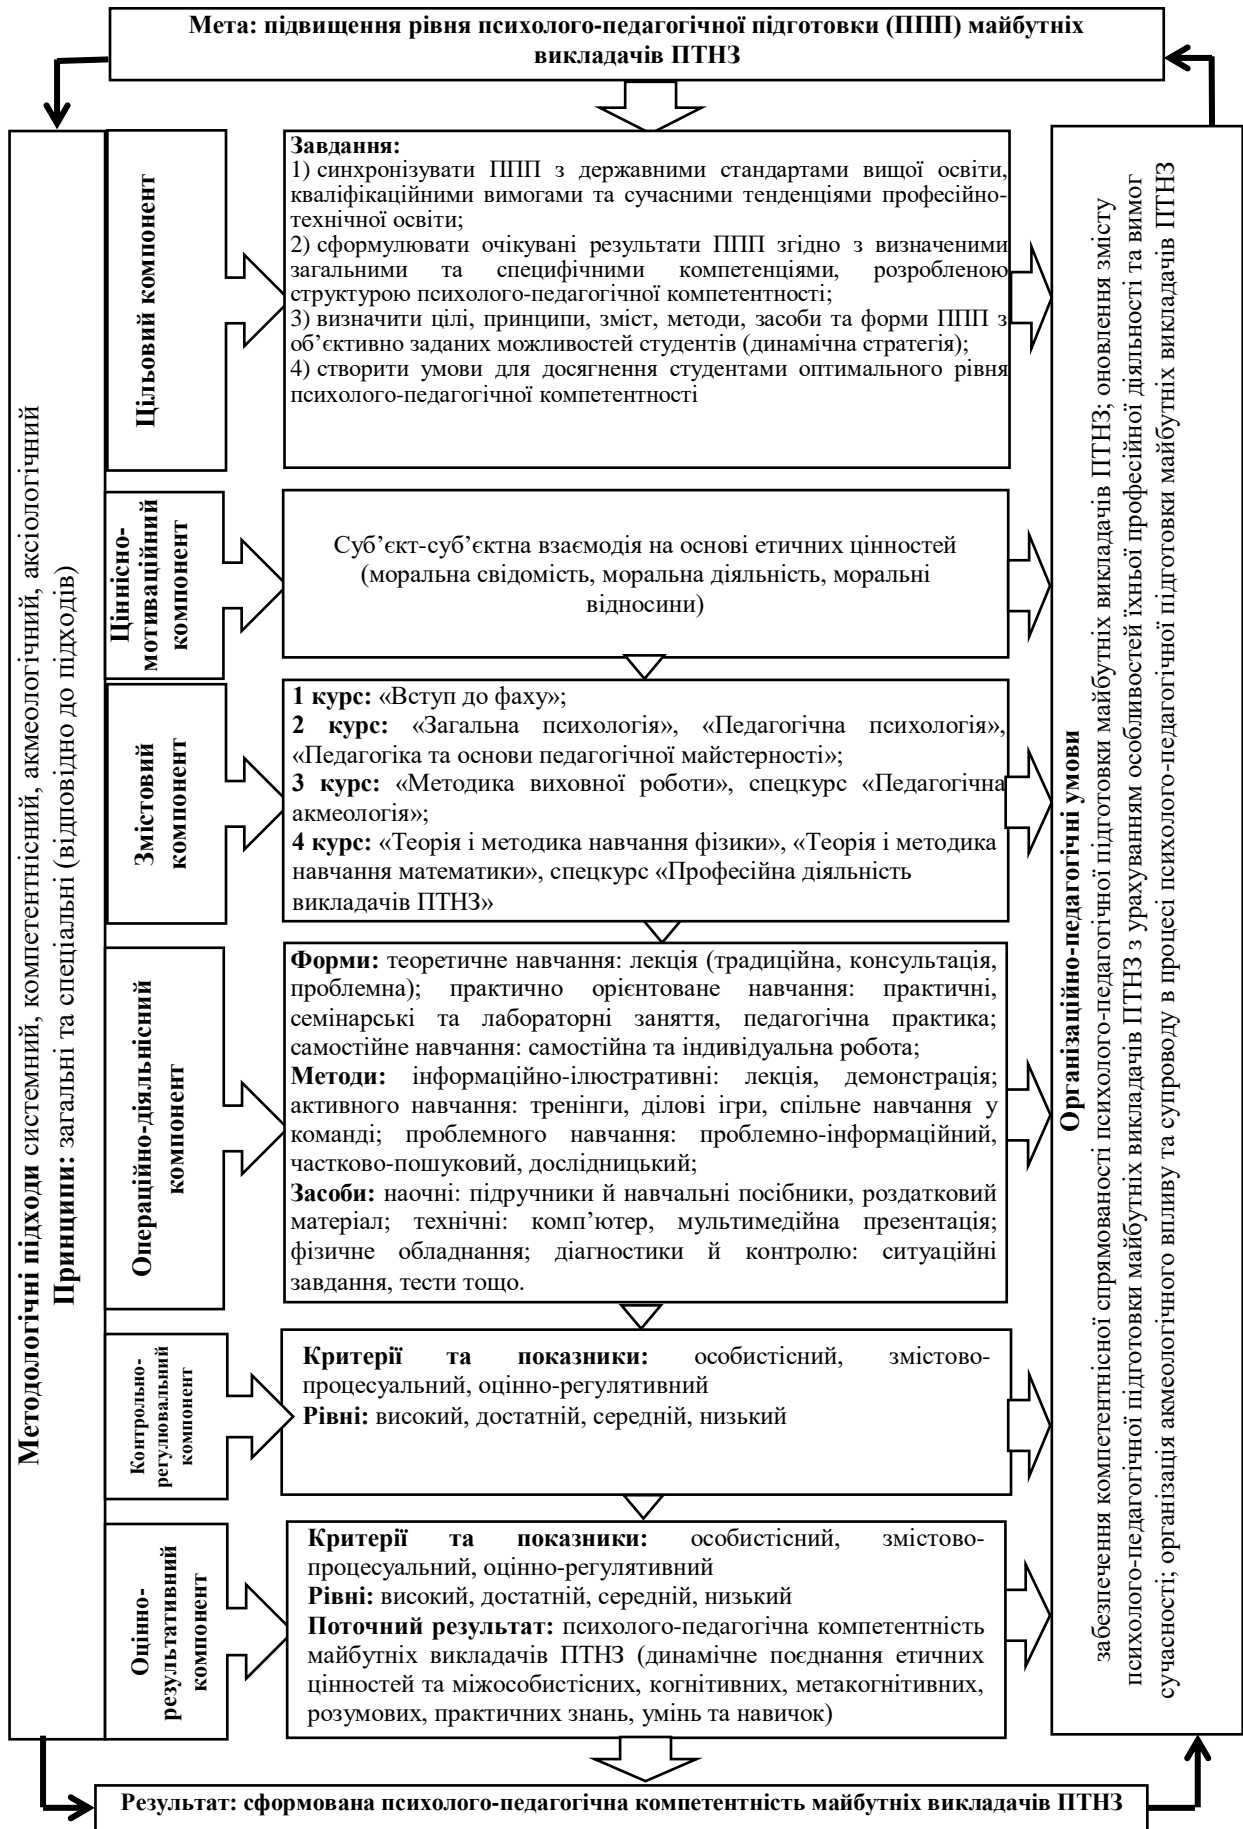 Мета: підвищення рівня психолого-педагогічної підготовки (ППП) майбутніх
викладачів ПТНЗ
Методологічні підходи системний, компетентнісний, акмеологічний, аксіологічний
Принципи: загальні та спеціальні (відповідно до підходів)
Цільовий компонент
Завдання:
1) синхронізувати ППП з державними стандартами вищої освіти,
кваліфікаційними вимогами та сучасними тенденціями професійно-
технічної освіти;
2) сформулювати очікувані результати ППП згідно з визначеними
загальними та специфічними компетенціями, розробленою
структурою психолого-педагогічної компетентності;
3) визначити цілі, принципи, зміст, методи, засоби та форми ППП з
об’єктивно заданих можливостей студентів (динамічна стратегія);
4) створити умови для досягнення студентами оптимального рівня
психолого-педагогічної компетентності
Ціннісно-
мотиваційний
компонент
Суб’єкт-суб’єктна взаємодія на основі етичних цінностей
(моральна свідомість, моральна діяльність, моральні
відносини)
Змістовий
компонент
1 курс: «Вступ до фаху»;
2 курс: «Загальна психологія», «Педагогічна психологія»,
«Педагогіка та основи педагогічної майстерності»;
3 курс: «Методика виховної роботи», спецкурс «Педагогічна
акмеологія»;
4 курс: «Теорія і методика навчання фізики», «Теорія і методика
навчання математики», спецкурс «Професійна діяльність
викладачів ПТНЗ»
Операційно-діяльнісний
компонент
Форми: теоретичне навчання: лекція (традиційна, консультація,
проблемна); практично орієнтоване навчання: практичні,
семінарські та лабораторні заняття, педагогічна практика;
самостійне навчання: самостійна та індивідуальна робота;
Методи: інформаційно-ілюстративні: лекція, демонстрація;
активного навчання: тренінги, ділові ігри, спільне навчання у
команді; проблемного навчання: проблемно-інформаційний,
частково-пошуковий, дослідницький;
Засоби: наочні: підручники й навчальні посібники, роздатковий
матеріал; технічні: комп’ютер, мультимедійна презентація;
фізичне обладнання; діагностики й контролю: ситуаційні
завдання, тести тощо.
Контрольно-
регулювальний
компонент
Критерії та показники: особистісний, змістово-
процесуальний, оцінно-регулятивний
Рівні: високий, достатній, середній, низький
Оцінно-
результативний
компонент
Критерії та показники: особистісний, змістово-
процесуальний, оцінно-регулятивний
Рівні: високий, достатній, середній, низький
Поточний результат: психолого-педагогічна компетентність
майбутніх викладачів ПТНЗ (динамічне поєднання етичних
цінностей та міжособистісних, когнітивних, метакогнітивних,
розумових, практичних знань, умінь та навичок)
Організаційно-педагогічні умови
забезпечення компетентнісної спрямованості психолого-педагогічної підготовки майбутніх викладачів ПТНЗ; оновлення змісту
психолого-педагогічної підготовки майбутніх викладачів ПТНЗ з урахуванням особливостей їхньої професійної діяльності та вимог
сучасності; організація акмеологічного впливу та супроводу в процесі психолого-педагогічної підготовки майбутніх викладачів ПТНЗ
Результат: сформована психолого-педагогічна компетентність майбутніх викладачів ПТНЗ